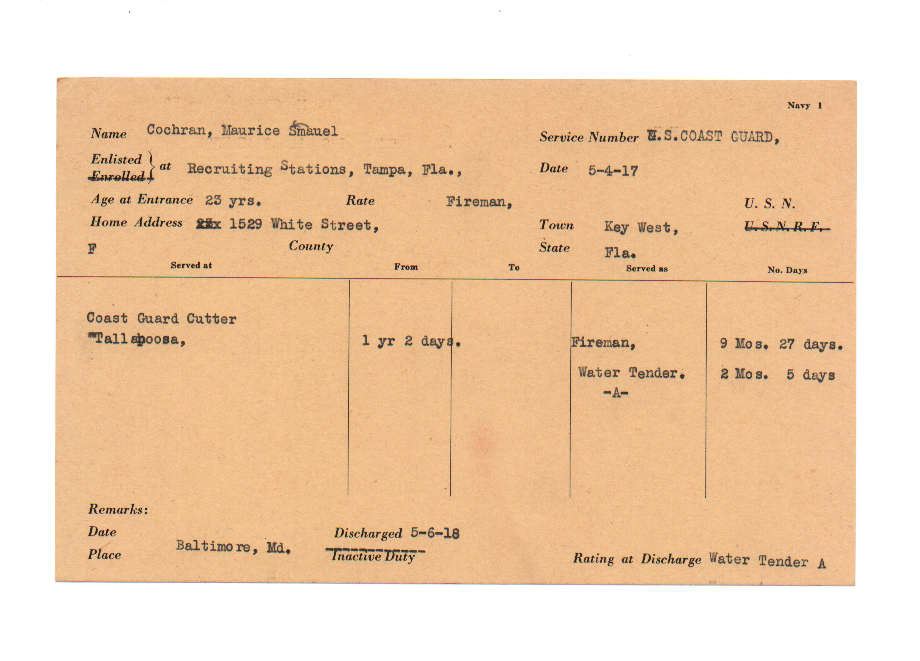 Navy 1
Name Cochran, Maurice Smauel Service Number U.S.COAST GUARD,
Enlisted
Enrolled at Recruiting Stations, Tampa, Fla., Date 5-4-17
Age at Entrance 23 yrs. Rate Fireman, U. S. N.
Home Address 1529 White Street, Town Key West, U. S. N. R. F.
F County State Fla.
Served at From To Served as No. Days
Coast Guard Cutter
"Tallapoosa, 1 yr 2 days. Fireman, 9 Mos. 27 days.
Water Tender. 2 Mos. 5 days
-A-
Remarks:
Date Discharged 5-6-18
Place Baltimore, Md. Inactive Duty Rating at Discharge Water Tender A